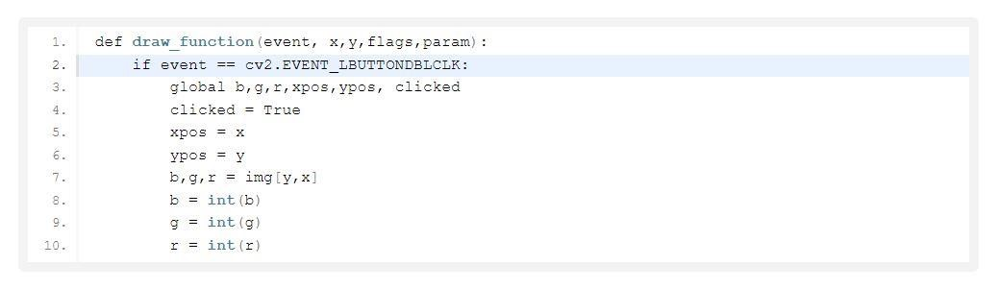 1. def draw_function(event, x,y,flags,param):
2. if event == cv2.EVENT_LBUTTONDBLCLK:
3. global b,g,r,xpos,ypos, clicked
4. clicked = True
5. xpos = x
6. ypos = y
7. b,g,r = img[y,x]
8. b = int(b)
9. g = int(g)
10. r = int(r)